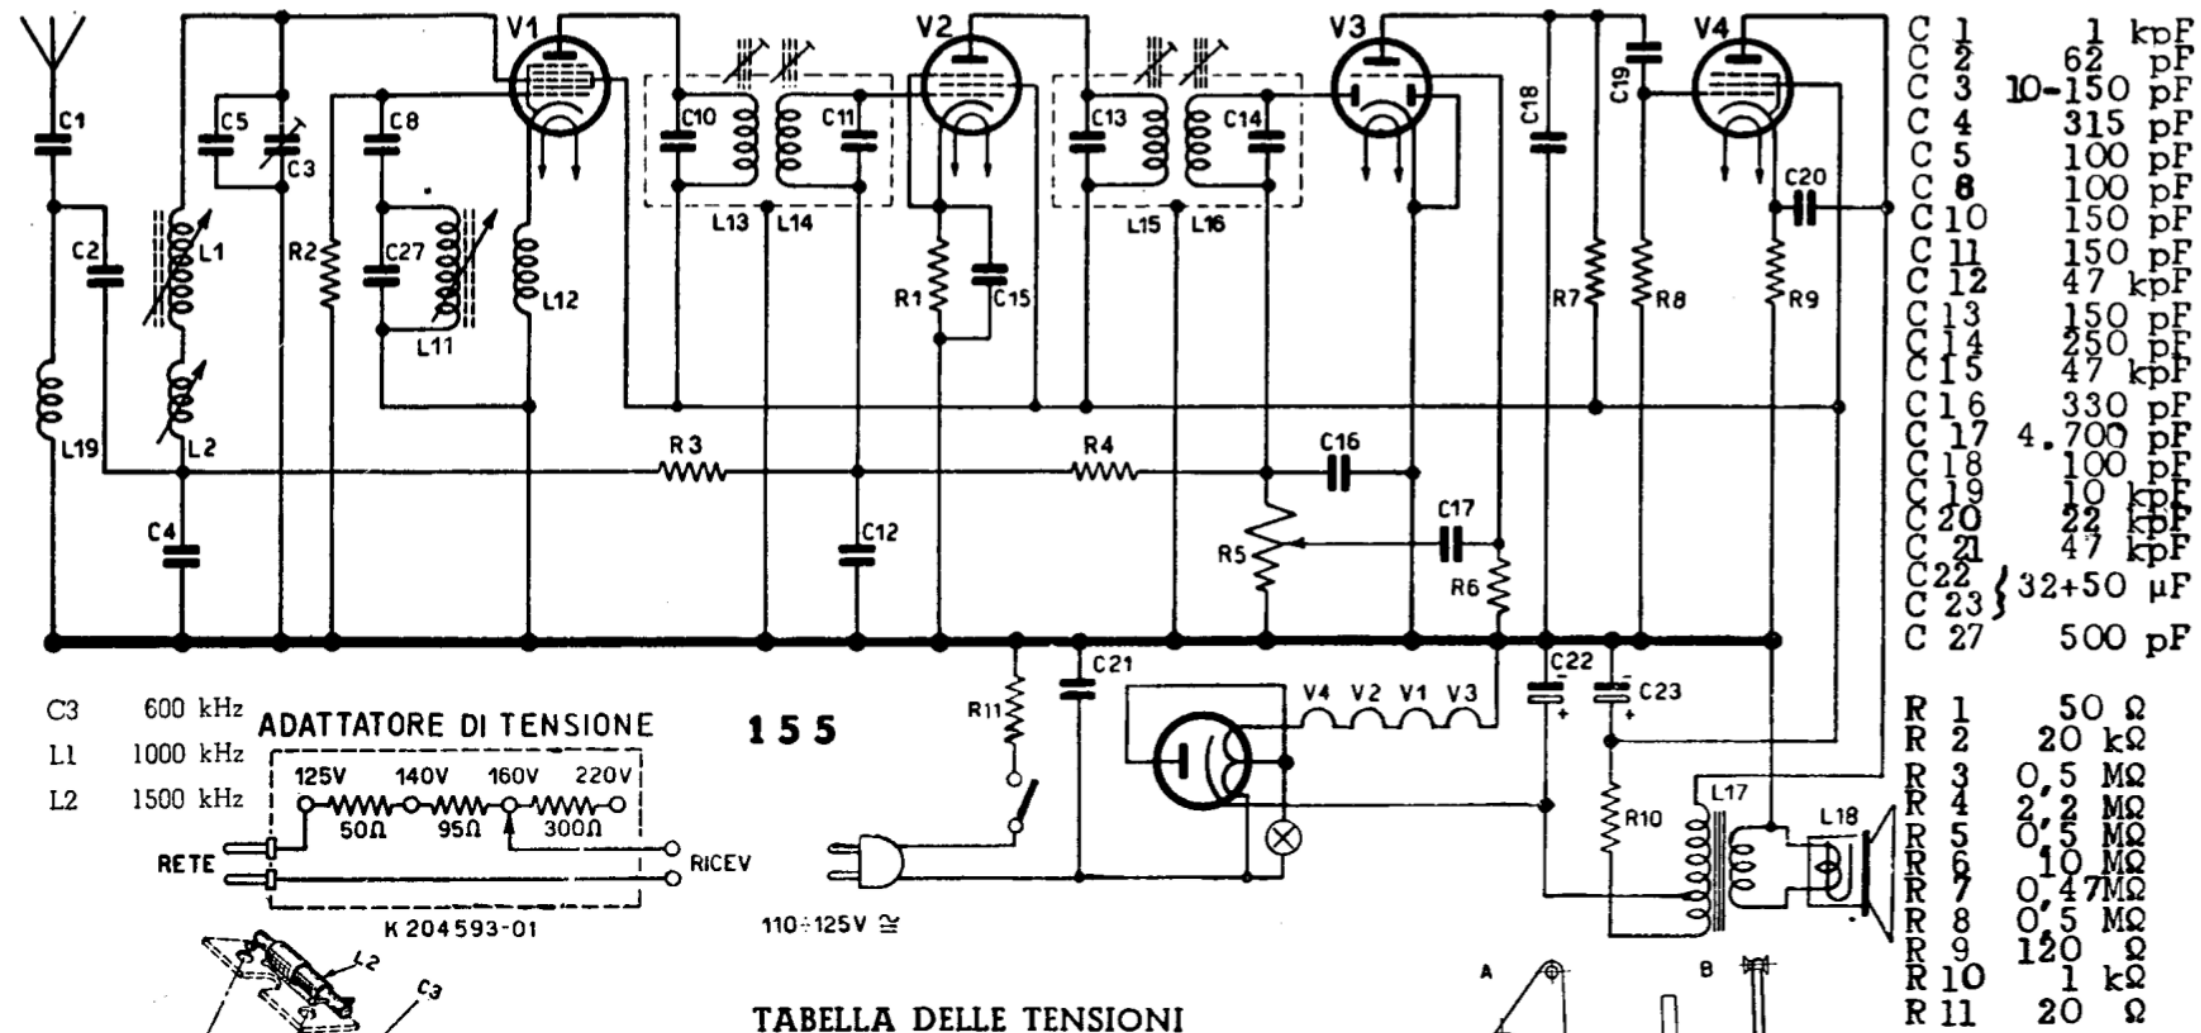 V1
V2
V3
V4
C1
C5
C3
C8
C10
C11
C13
C14
C18
C19
C20
C2
L1
R2
C27
L11
L12
L13
L14
R1
C15
L15
L16
R7
R8
R9
L19
L2
R3
R4
C16
C4
C12
R5
C17
R6
C21
C22
C23
R11
V4 V2 V1 V3
-
+
-
+
R10
L17
L18
C3 600 kHz
L1 1000 kHz
L2 1500 kHz
ADATTATORE DI TENSIONE
125V 140V 160V 220V
50Ω 95Ω 300Ω
RETE
RICEV
K 204593-01
155
110÷125V ≅
L2
C3
TABELLA DELLE TENSIONI
A
B
C 1 1 kpF
C 2 62 pF
C 3 10-150 pF
C 4 315 pF
C 5 100 pF
C 8 100 pF
C 10 150 pF
C 11 150 pF
C 12 47 kpF
C 13 150 pF
C 14 250 pF
C 15 47 kpF
C 16 330 pF
C 17 4.700 pF
C 18 100 pF
C 19 10 kpF
C 20 22 kpF
C 21 47 kpF
C 22
C 23 } 32+50 µF
C 27 500 pF
R 1 50 Ω
R 2 20 kΩ
R 3 0,5 MΩ
R 4 2,2 MΩ
R 5 0,5 MΩ
R 6 10 MΩ
R 7 0,47MΩ
R 8 0,5 MΩ
R 9 120 Ω
R 10 1 kΩ
R 11 20 Ω